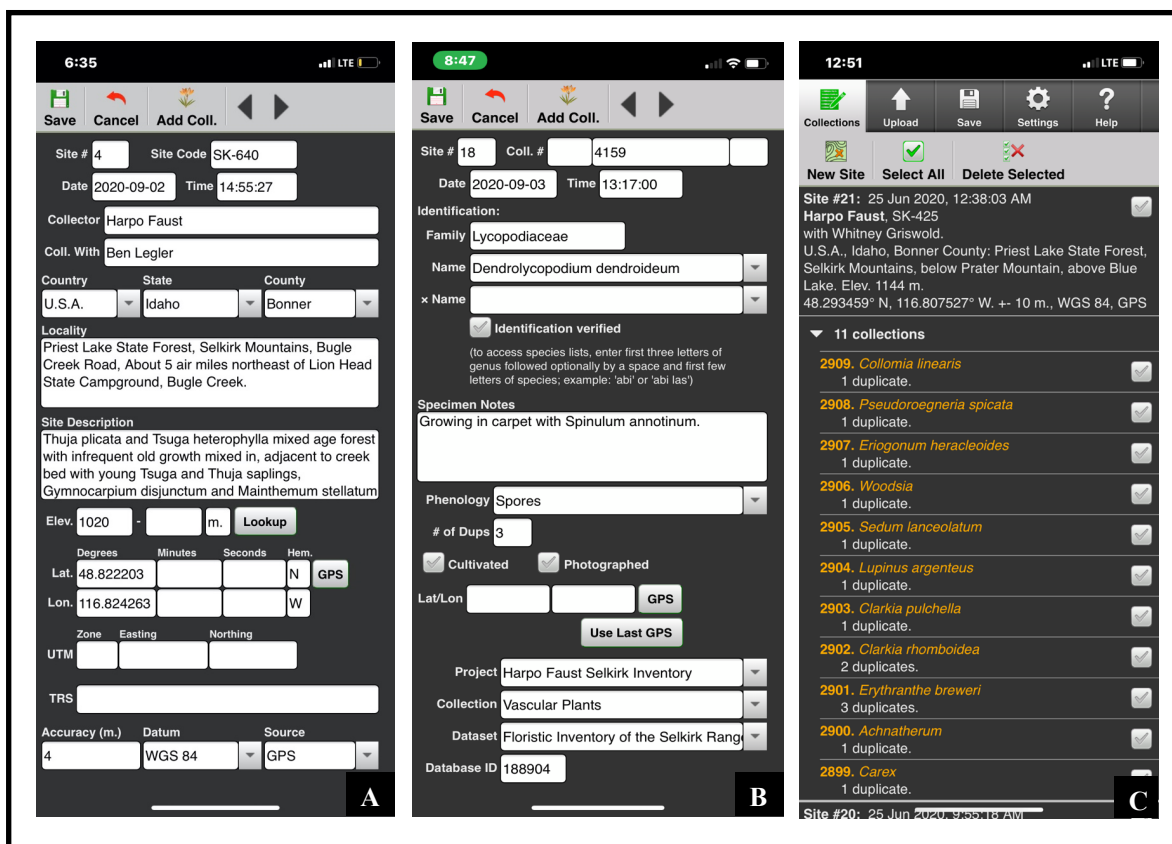 6:35
LTE
Save Cancel Add Coll.
Site # 4 Site Code SK-640
Date 2020-09-02 Time 14:55:27
Collector Harpo Faust
Coll. With Ben Legler
Country State County
U.S.A. Idaho Bonner
Locality
Priest Lake State Forest, Selkirk Mountains, Bugle
Creek Road, About 5 air miles northeast of Lion Head
State Campground, Bugle Creek.
Site Description
Thuja plicata and Tsuga heterophylla mixed age forest
with infrequent old growth mixed in, adjacent to creek
bed with young Tsuga and Thuja saplings,
Gymnocarpium disjunctum and Mainthemum stellatum
Elev. 1020 - m. Lookup
Degrees Minutes Seconds Hem.
Lat. 48.822203 N GPS
Lon. 116.824263 W
Zone Easting Northing
UTM
TRS
Accuracy (m.) Datum Source
4 WGS 84 GPS
A
8:47
Save Cancel Add Coll.
Site # 18 Coll. # 4159
Date 2020-09-03 Time 13:17:00
Identification:
Family Lycopodiaceae
Name Dendrolycopodium dendroideum
× Name
Identification verified
(to access species lists, enter first three letters of
genus followed optionally by a space and first few
letters of species; example: 'abi' or 'abi las')
Specimen Notes
Growing in carpet with Spinulum annotinum.
Phenology Spores
# of Dups 3
Cultivated Photographed
Lat/Lon GPS
Use Last GPS
Project Harpo Faust Selkirk Inventory
Collection Vascular Plants
Dataset Floristic Inventory of the Selkirk Rang
Database ID 188904
B
12:51
LTE
Collections Upload Save Settings Help
New Site Select All Delete Selected
Site #21: 25 Jun 2020, 12:38:03 AM
Harpo Faust, SK-425
with Whitney Griswold.
U.S.A., Idaho, Bonner County: Priest Lake State Forest,
Selkirk Mountains, below Prater Mountain, above Blue
Lake. Elev. 1144 m.
48.293459° N, 116.807527° W. +- 10 m., WGS 84, GPS
11 collections
2909. Collomia linearis
1 duplicate.
2908. Pseudoroegneria spicata
1 duplicate.
2907. Eriogonum heracleoides
1 duplicate.
2906. Woodsia
1 duplicate.
2905. Sedum lanceolatum
1 duplicate.
2904. Lupinus argenteus
1 duplicate.
2903. Clarkia pulchella
1 duplicate.
2902. Clarkia rhomboidea
2 duplicates.
2901. Erythranthe breweri
3 duplicates.
2900. Achnatherum
1 duplicate.
2899. Carex
1 duplicate.
Site #20: 25 Jun 2020, 9:55:18 AM
C